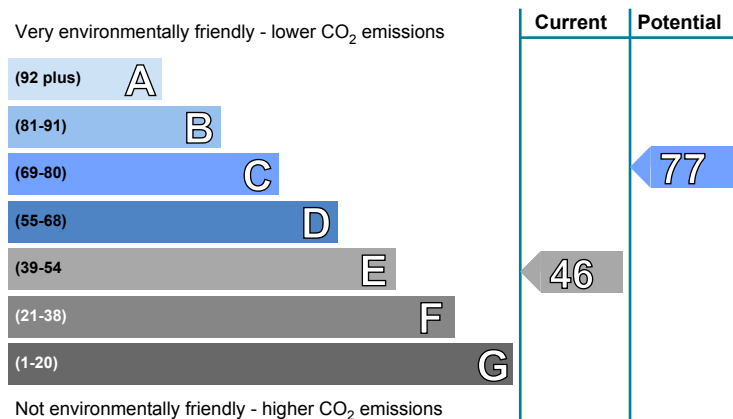 Current Potential
Very environmentally friendly - lower CO₂ emissions
(92 plus) A
(81-91) B
(69-80) C
77
(55-68) D
(39-54 E
46
(21-38) F
(1-20) G
Not environmentally friendly - higher CO₂ emissions